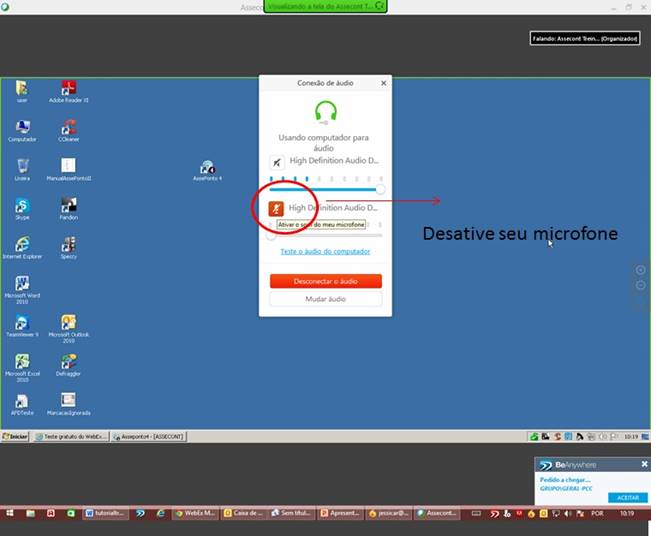 Assec
Visualizando a tela do Assecont T...
Falando: Assecont Trein... (Organizador)
user
Adobe Reader XI
Computador
CCleaner
Lixeira
ManualAssePontoII
AssePonto 4
Skype
Pandion
Internet Explorer
Speccy
Microsoft Word
2010
TeamViewer 9
Microsoft Outlook
2010
Microsoft Excel
2010
Defraggler
AFDTeste
MarcacaoIgnorada
Conexão de áudio
Usando computador para
áudio
High Definition Audio D...
High Definition Audio D...
Ativar o som do meu microfone
Teste o áudio do computador
Desconectar o áudio
Mudar áudio
Desative seu microfone
Iniciar
Teste gratuito do WebEx...
Asseponto4 - [ASSECONT]
10:19
BeAnywhere
Pedido a chegar...
GRUPO\GERAL-PCC
ACEITAR
tutorialtr...
WebEx M...
Caixa de ...
Sem títul...
Apresent...
jessicar@...
Assecont...
POR
10:19